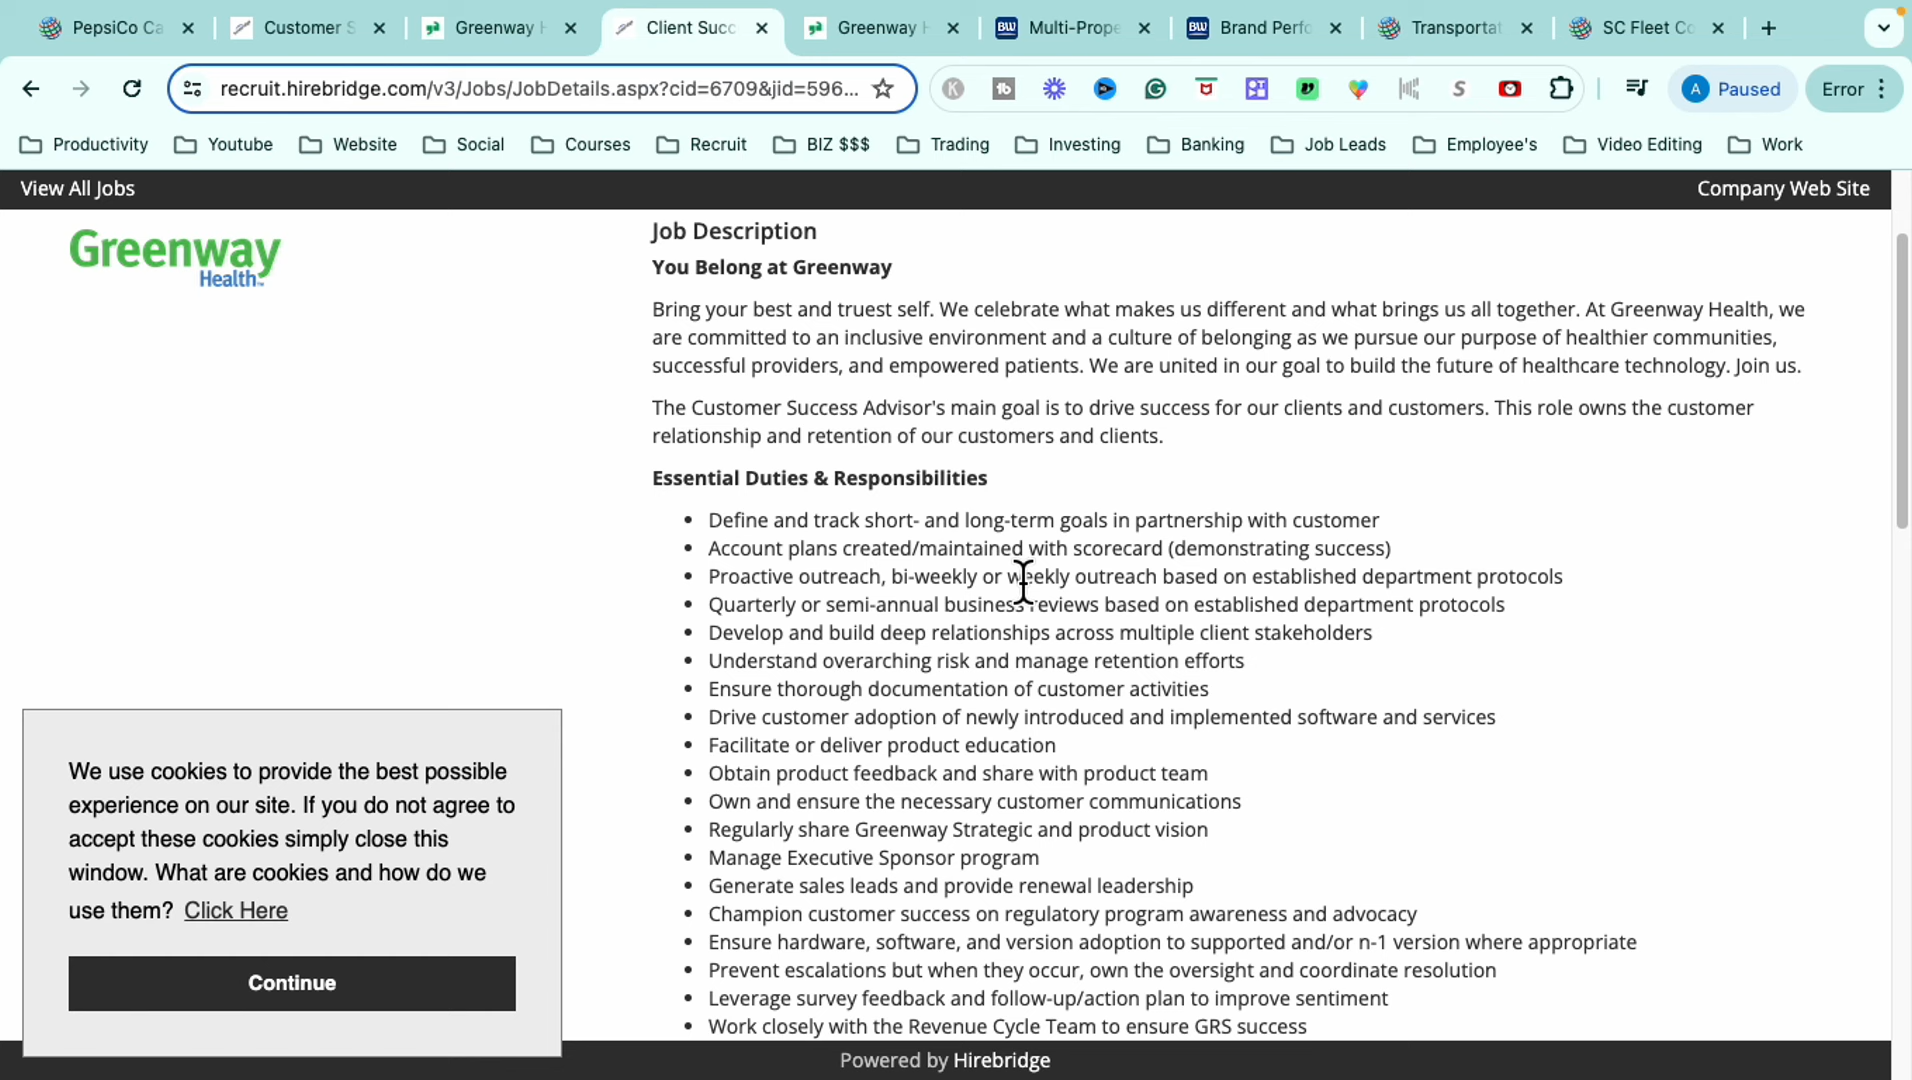 PepsiCo Ca
Customer S
Greenway H
Client Succ
Greenway H
Multi-Prope
Brand Perfo
Transportat
SC Fleet Co
recruit.hirebridge.com/v3/Jobs/JobDetails.aspx?cid=6709&jid=596...
A Paused
Error
Productivity
Youtube
Website
Social
Courses
Recruit
BIZ $$$
Trading
Investing
Banking
Job Leads
Employee's
Video Editing
Work
View All Jobs
Company Web Site
Greenway
Health™
Job Description
You Belong at Greenway
Bring your best and truest self. We celebrate what makes us different and what brings us all together. At Greenway Health, we
are committed to an inclusive environment and a culture of belonging as we pursue our purpose of healthier communities,
successful providers, and empowered patients. We are united in our goal to build the future of healthcare technology. Join us.
The Customer Success Advisor's main goal is to drive success for our clients and customers. This role owns the customer
relationship and retention of our customers and clients.
Essential Duties & Responsibilities
• Define and track short- and long-term goals in partnership with customer
• Account plans created/maintained with scorecard (demonstrating success)
• Proactive outreach, bi-weekly or weekly outreach based on established department protocols
• Quarterly or semi-annual business reviews based on established department protocols
• Develop and build deep relationships across multiple client stakeholders
• Understand overarching risk and manage retention efforts
• Ensure thorough documentation of customer activities
• Drive customer adoption of newly introduced and implemented software and services
• Facilitate or deliver product education
• Obtain product feedback and share with product team
• Own and ensure the necessary customer communications
• Regularly share Greenway Strategic and product vision
• Manage Executive Sponsor program
• Generate sales leads and provide renewal leadership
• Champion customer success on regulatory program awareness and advocacy
• Ensure hardware, software, and version adoption to supported and/or n-1 version where appropriate
• Prevent escalations but when they occur, own the oversight and coordinate resolution
• Leverage survey feedback and follow-up/action plan to improve sentiment
• Work closely with the Revenue Cycle Team to ensure GRS success
We use cookies to provide the best possible
experience on our site. If you do not agree to
accept these cookies simply close this
window. What are cookies and how do we
use them? Click Here
Continue
Powered by Hirebridge